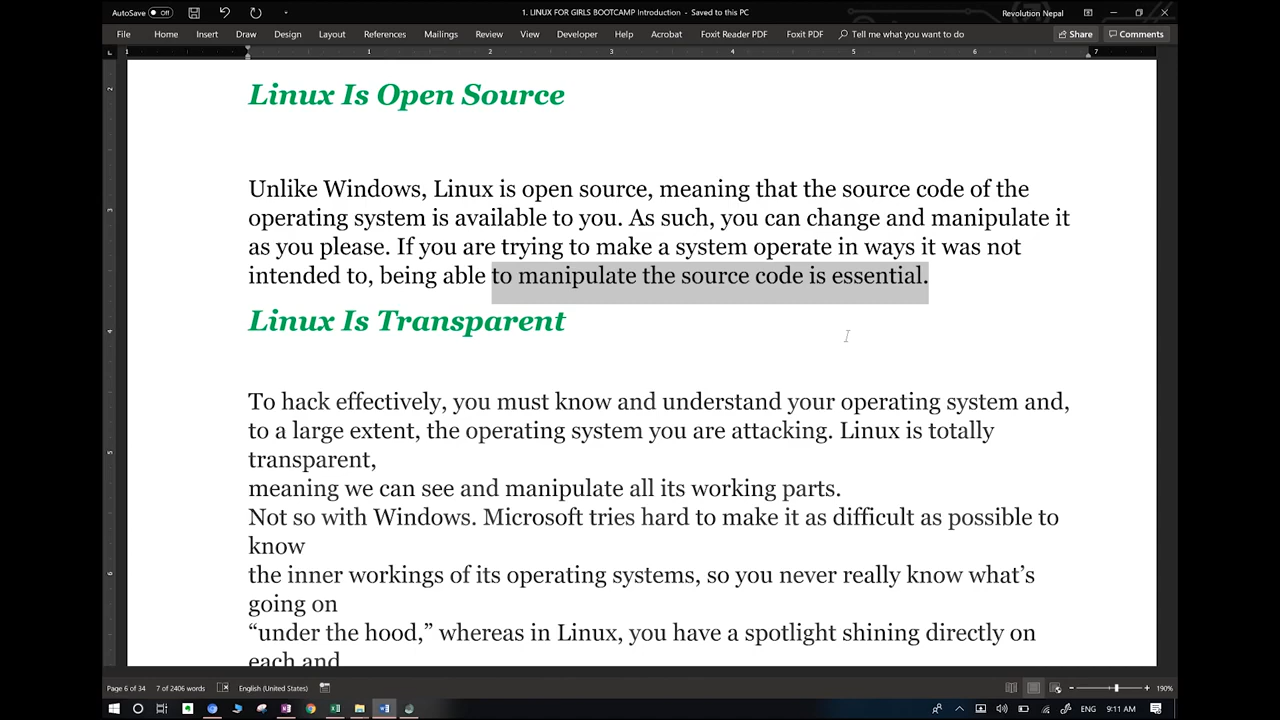 AutoSave Off
1. LINUX FOR GIRLS BOOTCAMP Introduction - Saved to this PC
Revolution Nepal
File Home Insert Draw Design Layout References Mailings Review View Developer Help Acrobat Foxit Reader PDF Foxit PDF Tell me what you want to do Share Comments
1 1 2 3 4 5 6 7
Linux Is Open Source
Unlike Windows, Linux is open source, meaning that the source code of the
operating system is available to you. As such, you can change and manipulate it
as you please. If you are trying to make a system operate in ways it was not
intended to, being able to manipulate the source code is essential.
Linux Is Transparent
To hack effectively, you must know and understand your operating system and,
to a large extent, the operating system you are attacking. Linux is totally
transparent,
meaning we can see and manipulate all its working parts.
Not so with Windows. Microsoft tries hard to make it as difficult as possible to
know
the inner workings of its operating systems, so you never really know what's
going on
“under the hood,” whereas in Linux, you have a spotlight shining directly on
each and
Page 6 of 34 7 of 2406 words English (United States) 190%
ENG 9:11 AM